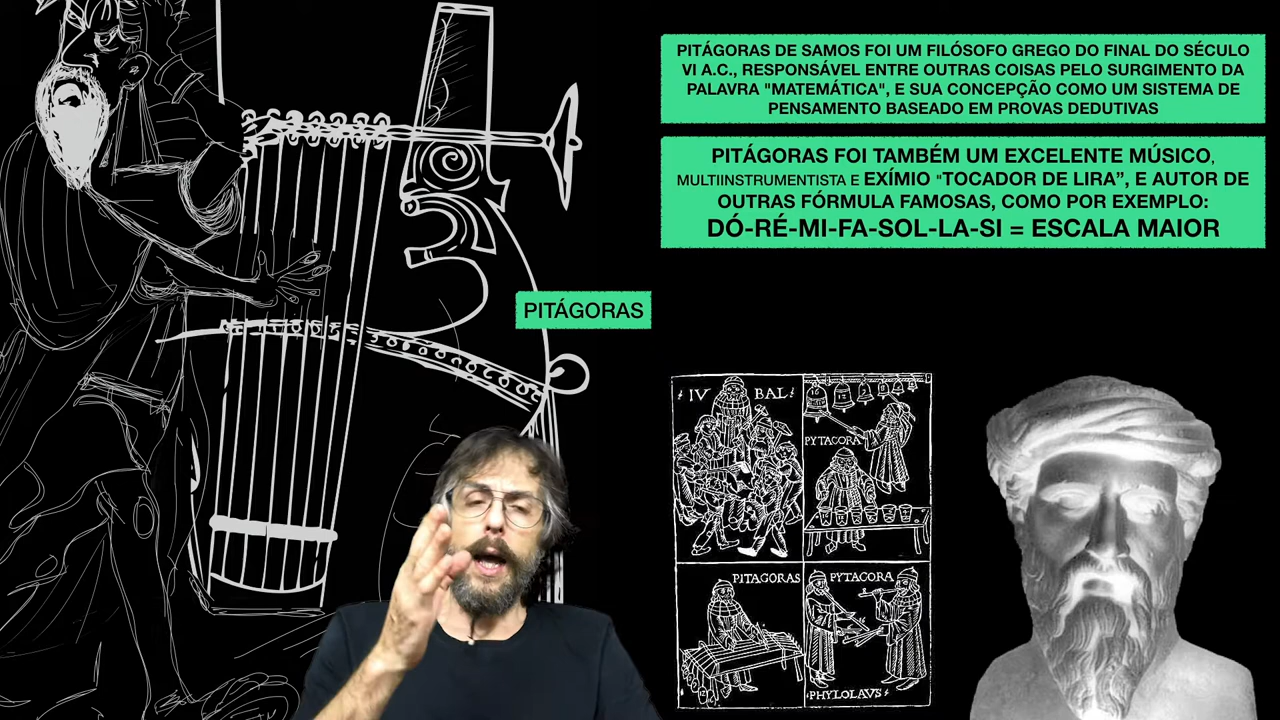 PITÁGORAS DE SAMOS FOI UM FILÓSOFO GREGO DO FINAL DO SÉCULO
VI A.C., RESPONSÁVEL ENTRE OUTRAS COISAS PELO SURGIMENTO DA
PALAVRA "MATEMÁTICA", E SUA CONCEPÇÃO COMO UM SISTEMA DE
PENSAMENTO BASEADO EM PROVAS DEDUTIVAS
PITÁGORAS FOI TAMBÉM UM EXCELENTE MÚSICO,
MULTIINSTRUMENTISTA E EXÍMIO "TOCADOR DE LIRA”, E AUTOR DE
OUTRAS FÓRMULA FAMOSAS, COMO POR EXEMPLO:
DÓ-RÉ-MI-FA-SOL-LA-SI = ESCALA MAIOR
PITÁGORAS
IV BAL
PYTACORA
PITAGORAS
PYTACORA
PHYLOLAVS